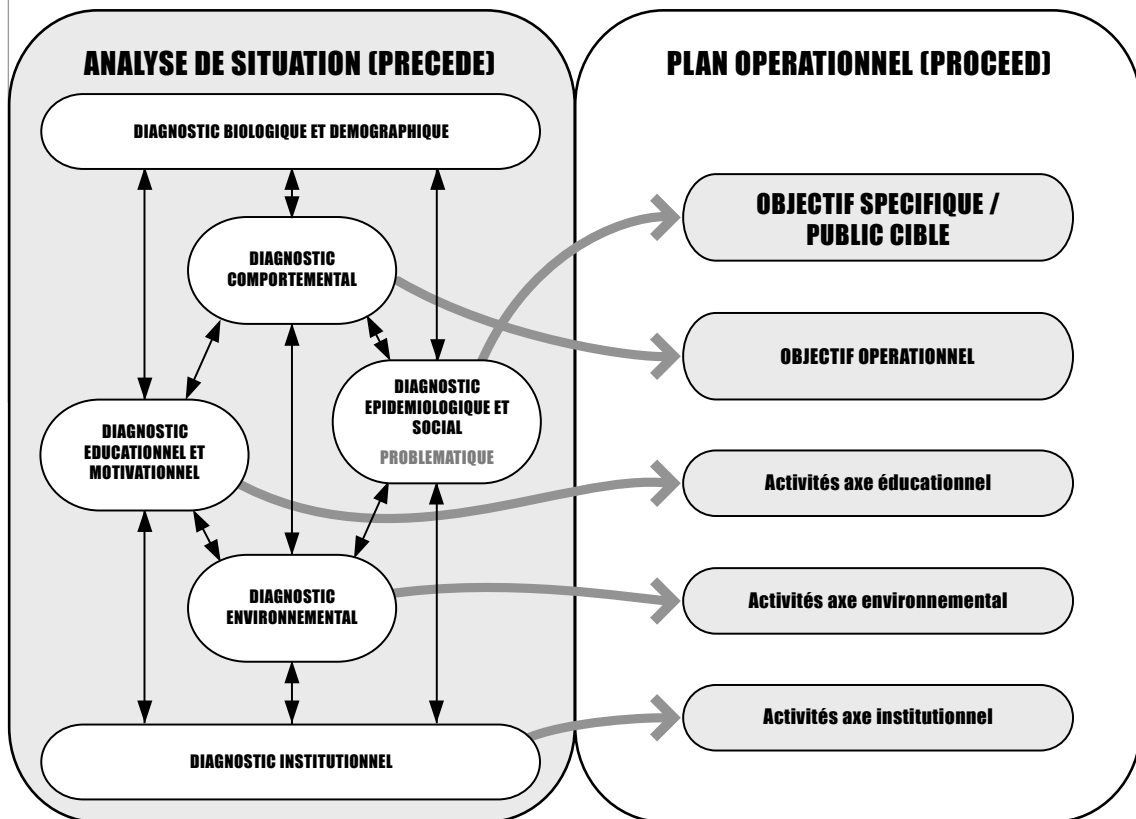 ANALYSE DE SITUATION (PRECEDE)
DIAGNOSTIC BIOLOGIQUE ET DEMOGRAPHIQUE
DIAGNOSTIC
COMPORTEMENTAL
DIAGNOSTIC
EPIDEMIOLOGIQUE ET
SOCIAL
PROBLEMATIQUE
DIAGNOSTIC
EDUCATIONNEL ET
MOTIVATIONNEL
DIAGNOSTIC
ENVIRONNEMENTAL
DIAGNOSTIC INSTITUTIONNEL
PLAN OPERATIONNEL (PROCEED)
OBJECTIF SPECIFIQUE /
PUBLIC CIBLE
OBJECTIF OPERATIONNEL
Activités axe éducationnel
Activités axe environnemental
Activités axe institutionnel